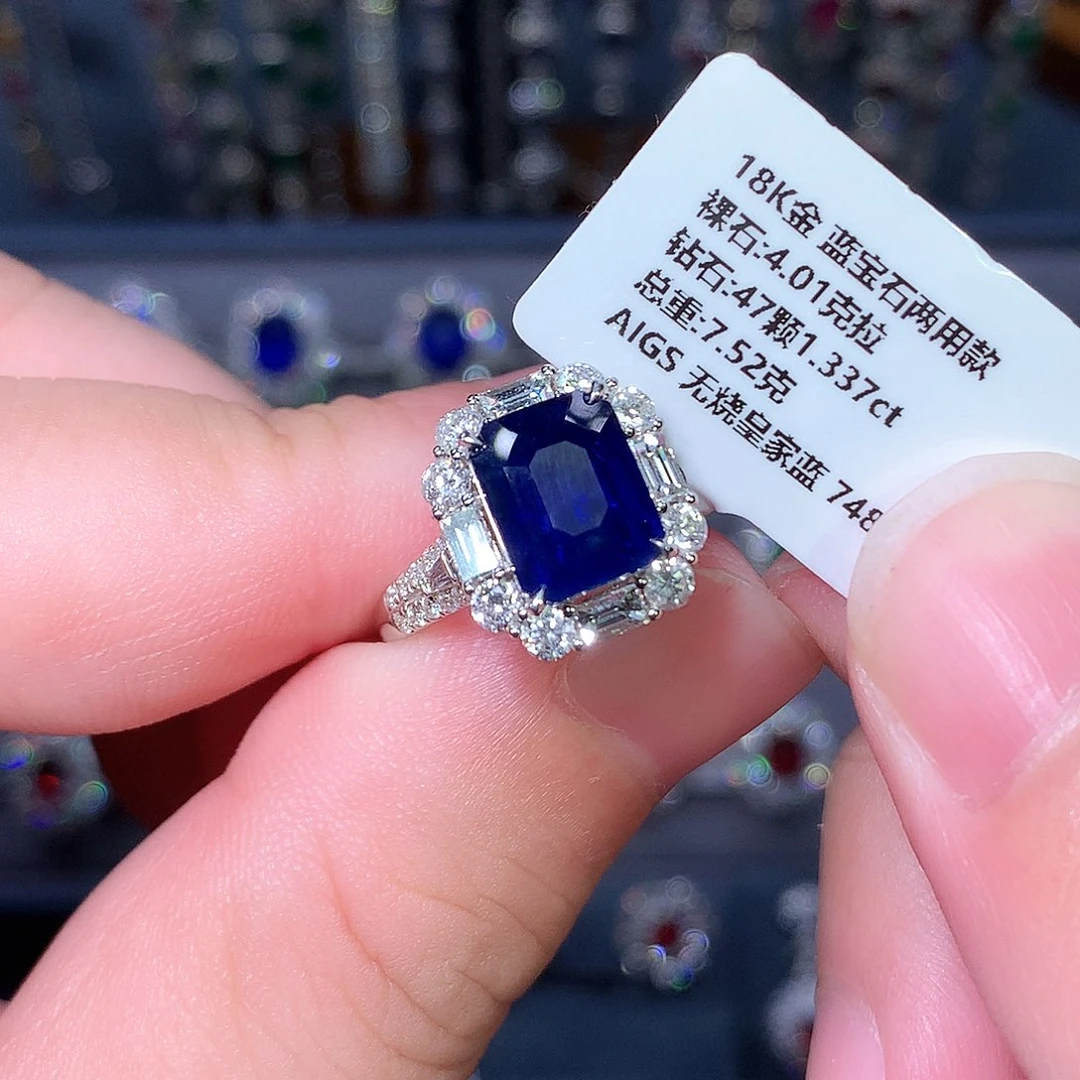 18K金 蓝宝石两用款
裸石:4.01克拉
钻石:47颗1.337ct
总重:7.52克
AIGS 无烧皇家蓝 748